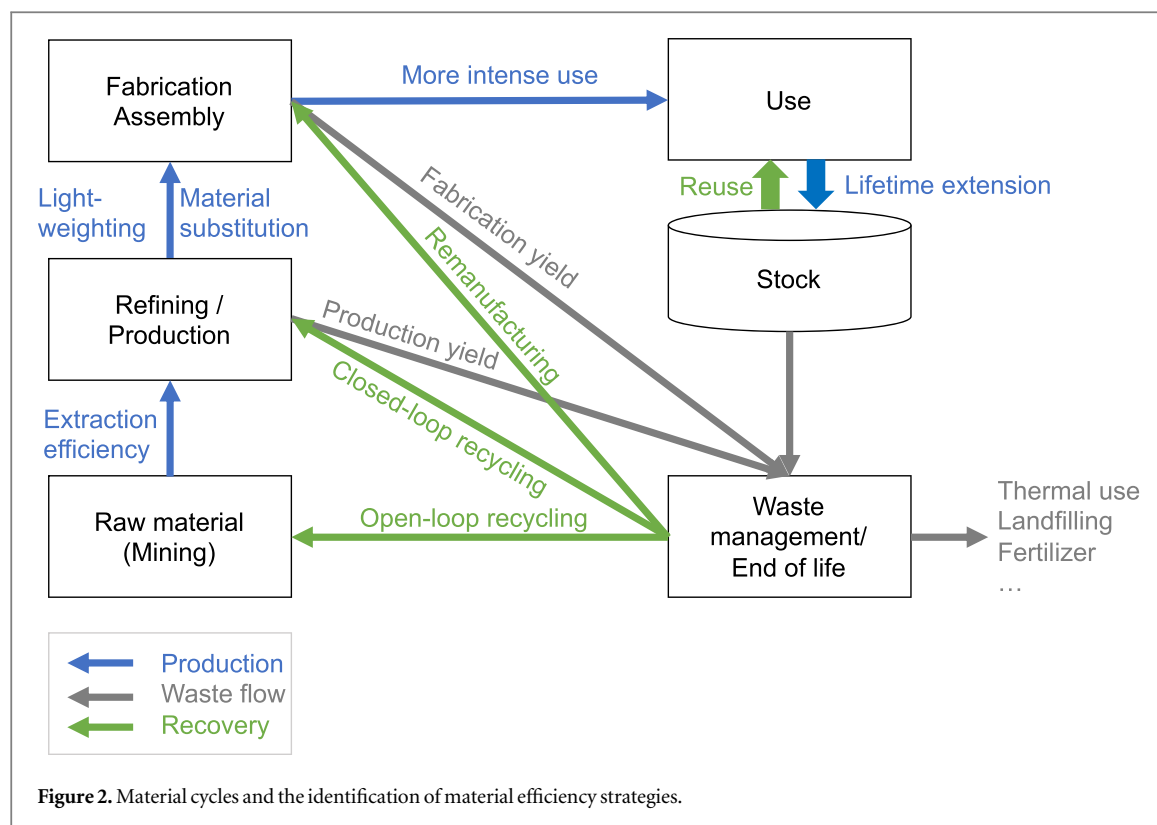 Fabrication
Assembly
More intense use
Use
Light-
weighting
Material
substitution
Reuse
Lifetime extension
Fabrication yield
Remanufacturing
Stock
Refining /
Production
Production yield
Closed-loop recycling
Extraction
efficiency
Raw material
(Mining)
Open-loop recycling
Waste
management/
End of life
Thermal use
Landfilling
Fertilizer
…
Production
Waste flow
Recovery
Figure 2. Material cycles and the identification of material efficiency strategies.